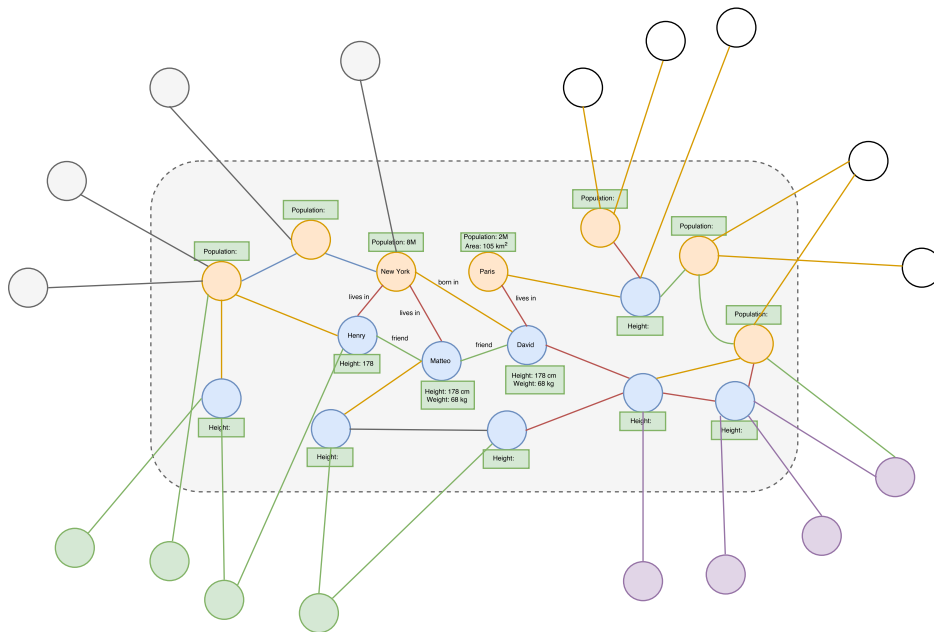 Population:
Population:
Population:
Population: 8M
Population: 2M
Area: 105 km²
Population:
Population:
New York
born in
Paris
lives in
lives in
lives in
Population:
Height:
Henry
friend
friend
David
Matteo
Height: 178
Height: 178 cm
Weight: 68 kg
Height: 178 cm
Weight: 68 kg
Height:
Height:
Height:
Height:
Height: